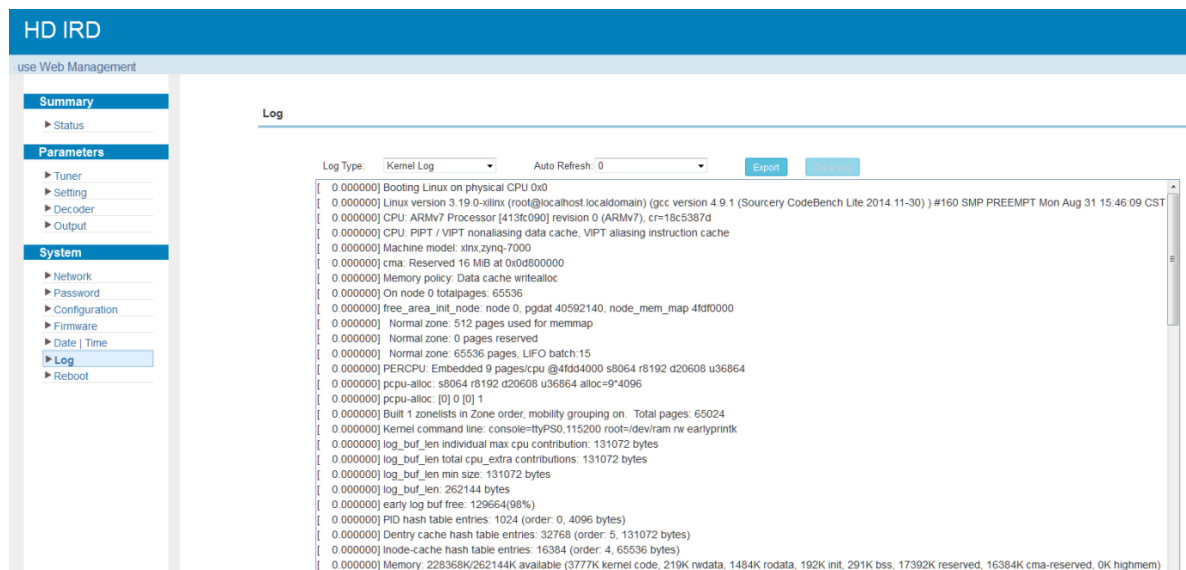 HD IRD
use Web Management
Summary
Status
Parameters
Tuner
Setting
Decoder
Output
System
Network
Password
Configuration
Firmware
Date | Time
Log
Reboot
Log
Log Type: Kernel Log Auto Refresh: 0 Export Clear log
[ 0.000000] Booting Linux on physical CPU 0x0
[ 0.000000] Linux version 3.19.0-xilinx (root@localhost.localdomain) (gcc version 4.9.1 (Sourcery CodeBench Lite 2014.11-30) ) #160 SMP PREEMPT Mon Aug 31 15:46:09 CST
[ 0.000000] CPU: ARMv7 Processor [413fc090] revision 0 (ARMv7), cr=18c5387d
[ 0.000000] CPU: PIPT / VIPT nonaliasing data cache, VIPT aliasing instruction cache
[ 0.000000] Machine model: xlnx,zynq-7000
[ 0.000000] cma: Reserved 16 MiB at 0x0d800000
[ 0.000000] Memory policy: Data cache writealloc
[ 0.000000] On node 0 totalpages: 65536
[ 0.000000] free_area_init_node: node 0, pgdat 40592140, node_mem_map 4fdf0000
[ 0.000000] Normal zone: 512 pages used for memmap
[ 0.000000] Normal zone: 0 pages reserved
[ 0.000000] Normal zone: 65536 pages, LIFO batch:15
[ 0.000000] PERCPU: Embedded 9 pages/cpu @4fdd4000 s8064 r8192 d20608 u36864
[ 0.000000] pcpu-alloc: s8064 r8192 d20608 u36864 alloc=9*4096
[ 0.000000] pcpu-alloc: [0] 0 [0] 1
[ 0.000000] Built 1 zonelists in Zone order, mobility grouping on. Total pages: 65024
[ 0.000000] Kernel command line: console=ttyPS0,115200 root=/dev/ram rw earlyprintk
[ 0.000000] log_buf_len individual max cpu contribution: 131072 bytes
[ 0.000000] log_buf_len total cpu_extra contributions: 131072 bytes
[ 0.000000] log_buf_len min size: 131072 bytes
[ 0.000000] log_buf_len: 262144 bytes
[ 0.000000] early log buf free: 129664(98%)
[ 0.000000] PID hash table entries: 1024 (order: 0, 4096 bytes)
[ 0.000000] Dentry cache hash table entries: 32768 (order: 5, 131072 bytes)
[ 0.000000] Inode-cache hash table entries: 16384 (order: 4, 65536 bytes)
[ 0.000000] Memory: 228368K/262144K available (3777K kernel code, 219K rwdata, 1484K rodata, 192K init, 291K bss, 17392K reserved, 16384K cma-reserved, 0K highmem)